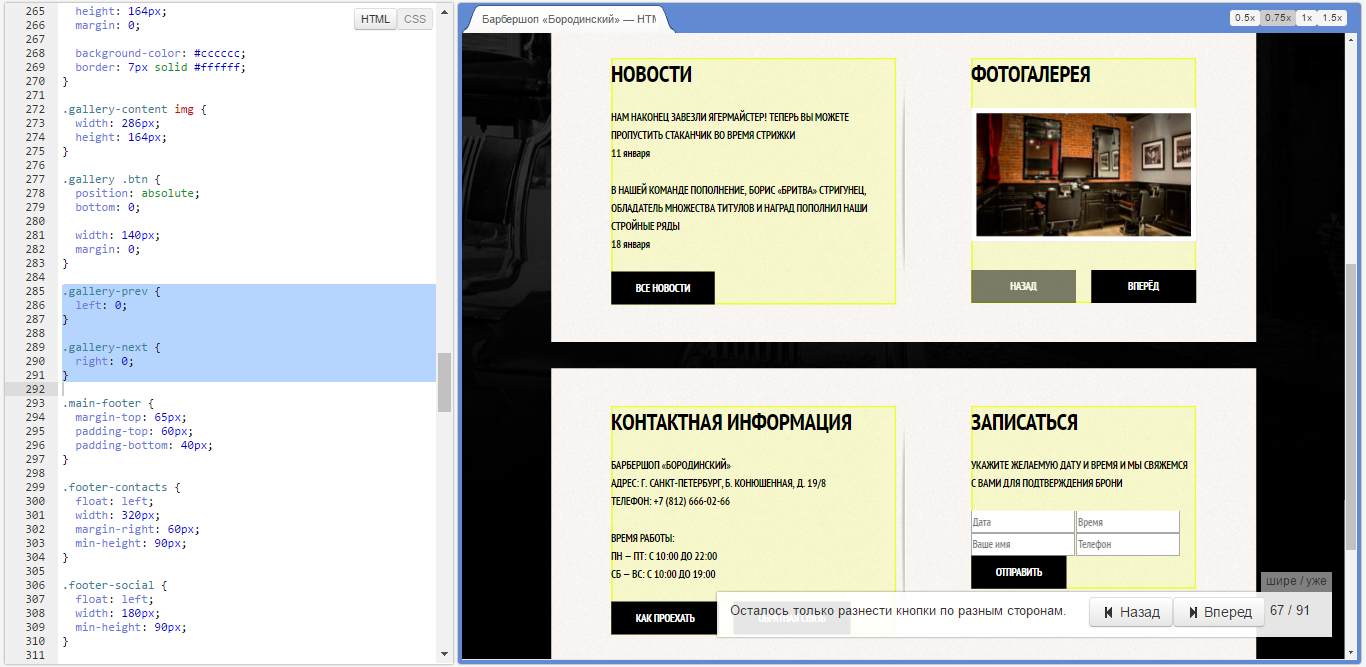 265 height: 164px;
266 margin: 0;
267
268 background-color: #cccccc;
269 border: 7px solid #ffffff;
270 }
271
272 .gallery-content img {
273 width: 286px;
274 height: 164px;
275 }
276
277 .gallery .btn {
278 position: absolute;
279 bottom: 0;
280
281 width: 140px;
282 margin: 0;
283 }
284
285 .gallery-prev {
286 left: 0;
287 }
288
289 .gallery-next {
290 right: 0;
291 }
292
293 .main-footer {
294 margin-top: 65px;
295 padding-top: 60px;
296 padding-bottom: 40px;
297 }
298
299 .footer-contacts {
300 float: left;
301 width: 320px;
302 margin-right: 60px;
303 min-height: 90px;
304 }
305
306 .footer-social {
307 float: left;
308 width: 180px;
309 min-height: 90px;
310 }
311
HTML CSS
Барбершоп «Бородинский» — HTM
0.5x 0.75x 1x 1.5x
НОВОСТИ
НАМ НАКОНЕЦ ЗАВЕЗЛИ ЯГЕРМАЙСТЕР! ТЕПЕРЬ ВЫ МОЖЕТЕ
ПРОПУСТИТЬ СТАКАНЧИК ВО ВРЕМЯ СТРИЖКИ
11 января
В НАШЕЙ КОМАНДЕ ПОПОЛНЕНИЕ, БОРИС «БРИТВА» СТРИГУНЕЦ,
ОБЛАДАТЕЛЬ МНОЖЕСТВА ТИТУЛОВ И НАГРАД ПОПОЛНИЛ НАШИ
СТРОЙНЫЕ РЯДЫ
18 января
ВСЕ НОВОСТИ
ФОТОГАЛЕРЕЯ
НАЗАД ВПЕРЁД
КОНТАКТНАЯ ИНФОРМАЦИЯ
БАРБЕРШОП «БОРОДИНСКИЙ»
АДРЕС: Г. САНКТ-ПЕТЕРБУРГ, Б. КОНЮШЕННАЯ, Д. 19/8
ТЕЛЕФОН: +7 (812) 666-02-66
ВРЕМЯ РАБОТЫ:
ПН – ПТ: С 10:00 ДО 22:00
СБ – ВС: С 10:00 ДО 19:00
КАК ПРОЕХАТЬ ОБРАТНАЯ СВЯЗЬ
ЗАПИСАТЬСЯ
УКАЖИТЕ ЖЕЛАЕМУЮ ДАТУ И ВРЕМЯ И МЫ СВЯЖЕМСЯ
С ВАМИ ДЛЯ ПОДТВЕРЖДЕНИЯ БРОНИ
Дата Время
Ваше имя Телефон
ОТПРАВИТЬ
шире / уже
Осталось только разнести кнопки по разным сторонам. Назад Вперед 67 / 91